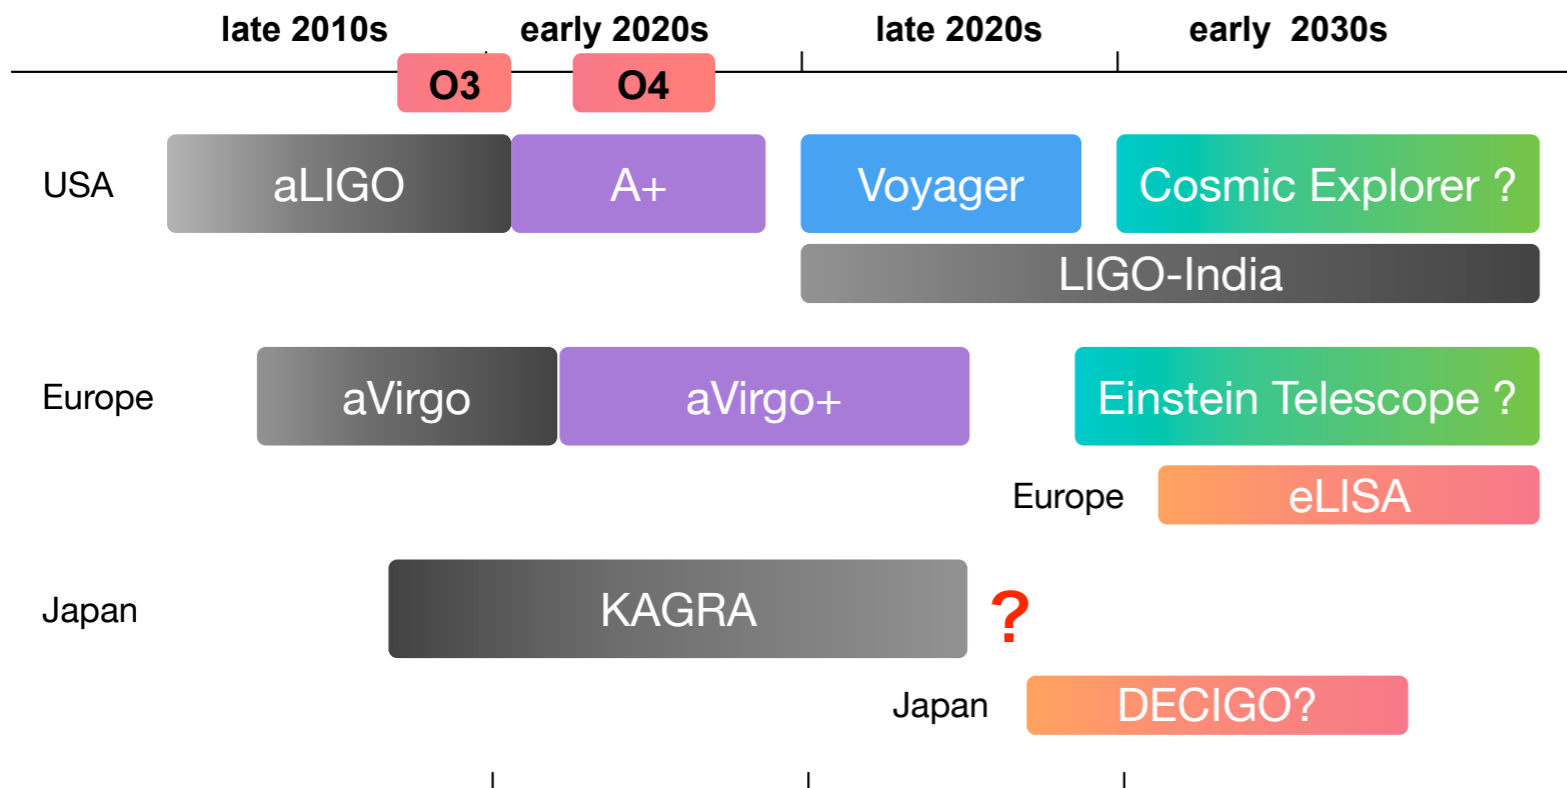 late 2010s early 2020s late 2020s early 2030s
O3 O4
USA aLIGO A+ Voyager Cosmic Explorer ?
LIGO-India
Europe aVirgo aVirgo+ Einstein Telescope ?
Europe eLISA
Japan KAGRA ?
Japan DECIGO?